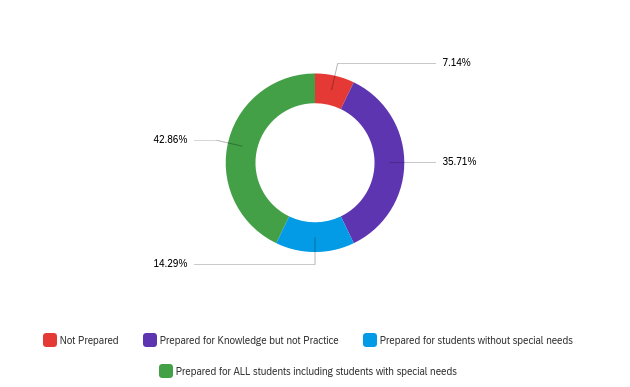 7.14%
42.86%
35.71%
14.29%
Not Prepared
Prepared for Knowledge but not Practice
Prepared for students without special needs
Prepared for ALL students including students with special needs